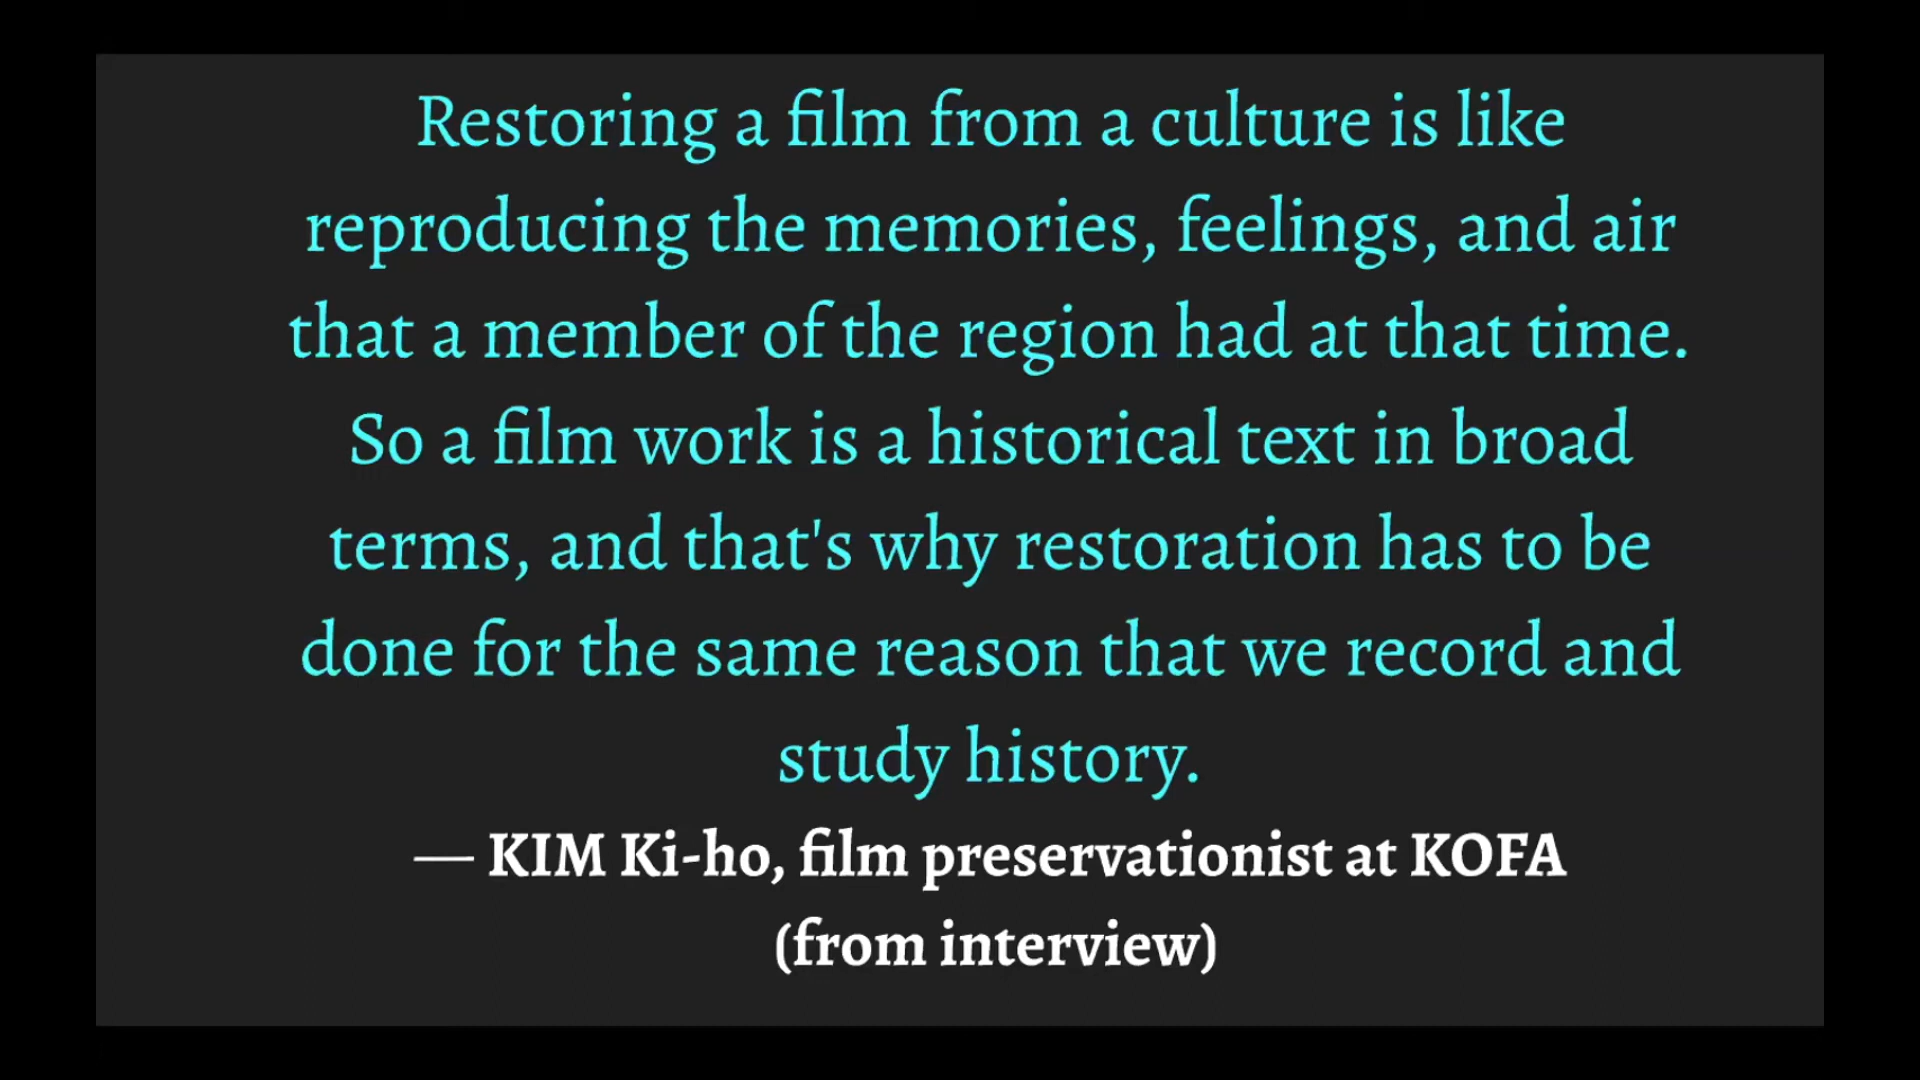 Restoring a film from a culture is like
reproducing the memories, feelings, and air
that a member of the region had at that time.
So a film work is a historical text in broad
terms, and that's why restoration has to be
done for the same reason that we record and
study history.
— KIM Ki-ho, film preservationist at KOFA
(from interview)